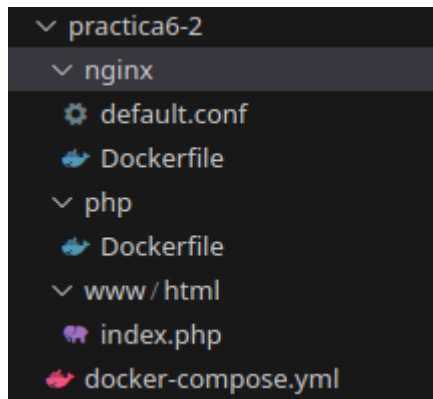 practica6-2
nginx
default.conf
Dockerfile
php
Dockerfile
www/html
index.php
docker-compose.yml